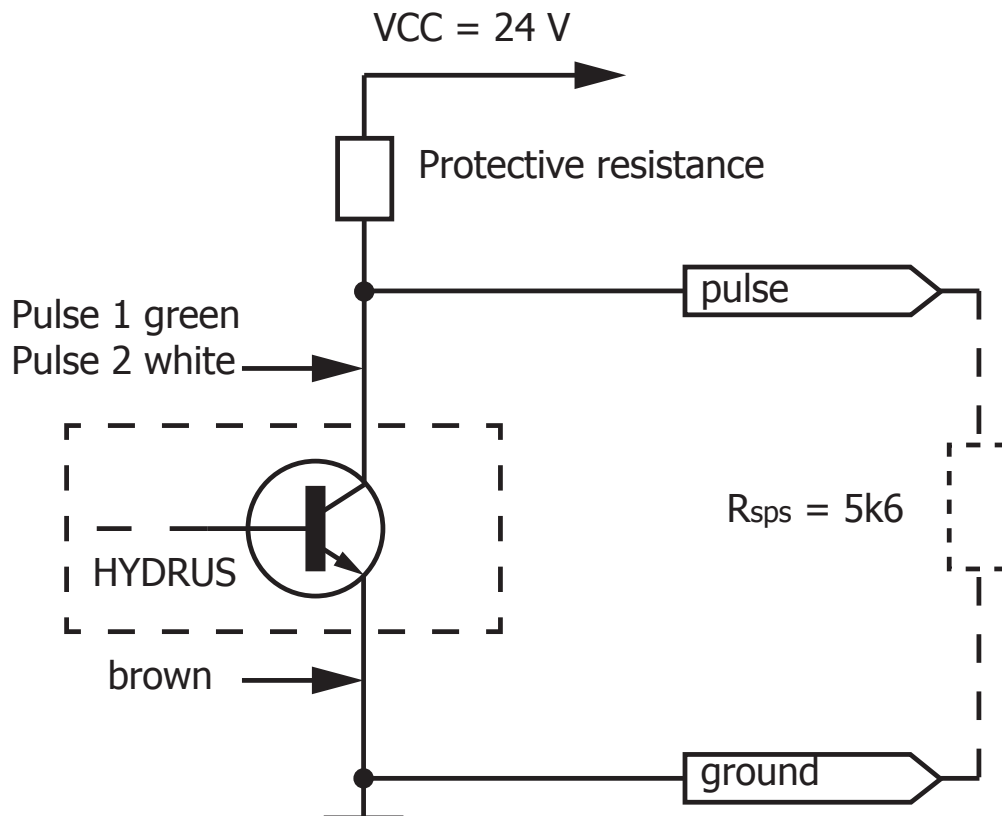 VCC = 24 V
Protective resistance
pulse
Pulse 1 green
Pulse 2 white
Rsps = 5k6
HYDRUS
brown
ground